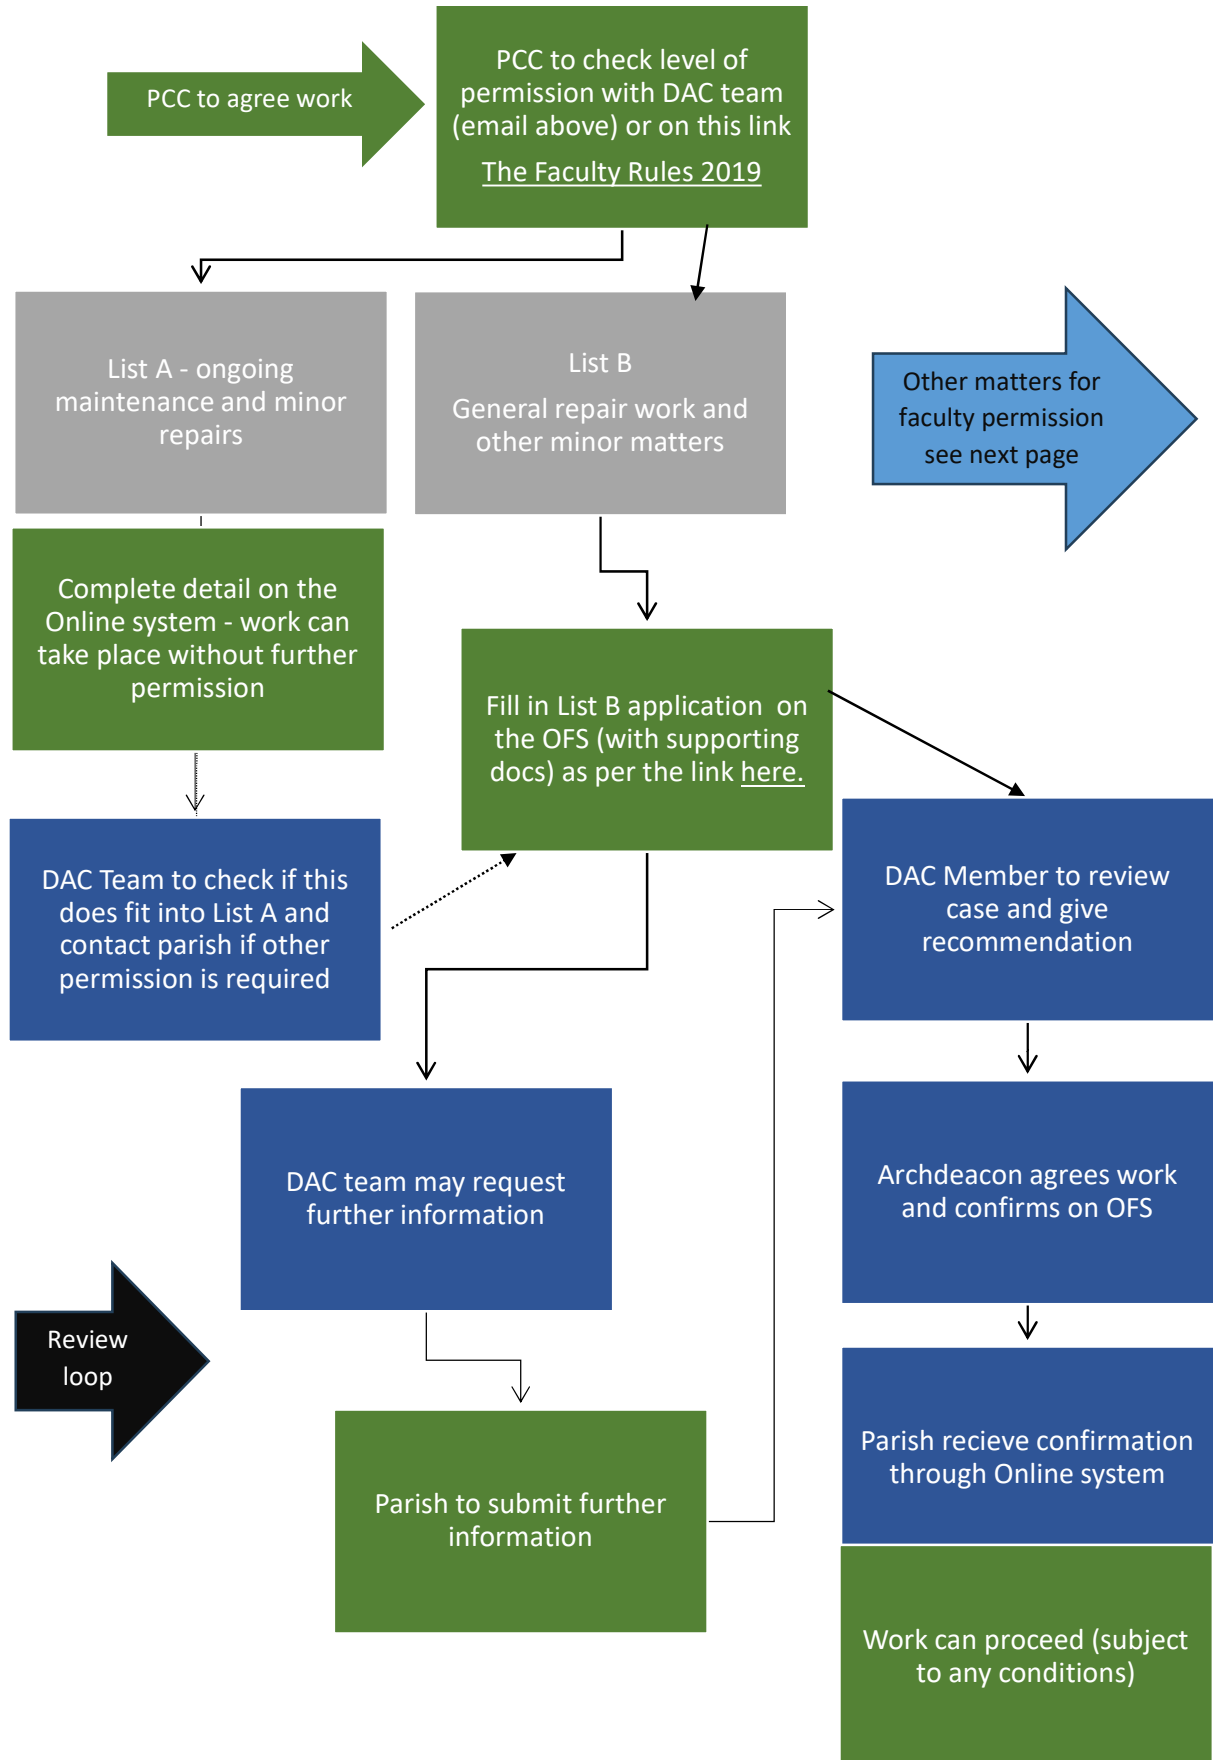 PCC to agree work
PCC to check level of
permission with DAC team
(email above) or on this link
The Faculty Rules 2019
List A - ongoing
maintenance and minor
repairs
List B
General repair work and
other minor matters
Other matters for
faculty permission
see next page
Complete detail on the
Online system - work can
take place without further
permission
Fill in List B application on
the OFS (with supporting
docs) as per the link here.
DAC Team to check if this
does fit into List A and
contact parish if other
permission is required
DAC Member to review
case and give
recommendation
DAC team may request
further information
Archdeacon agrees work
and confirms on OFS
Review
loop
Parish recieve confirmation
through Online system
Parish to submit further
information
Work can proceed (subject
to any conditions)